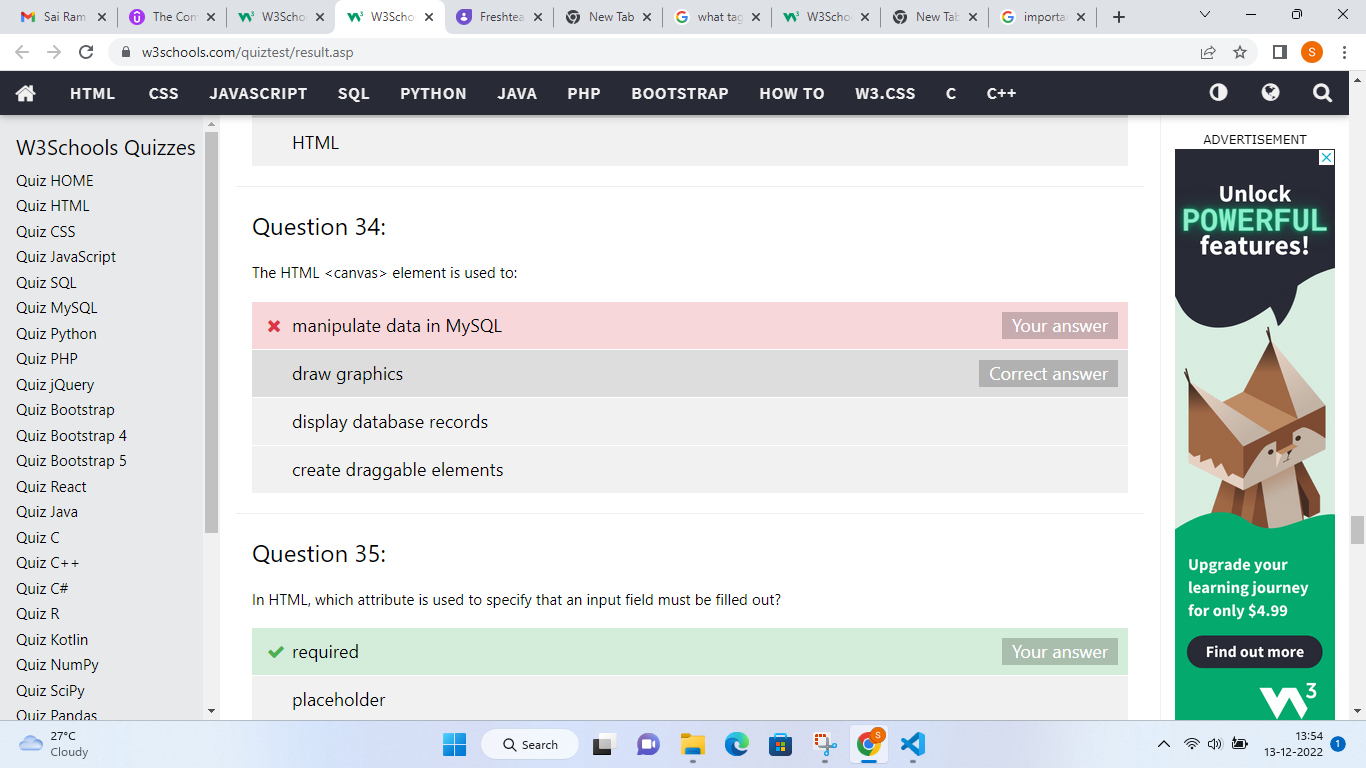 Sai Ram
The Con
W3Scho
W3Scho
Freshtea
New Tab
what tag
W3Scho
New Tab
importa
w3schools.com/quiztest/result.asp
S
HTML
CSS
JAVASCRIPT
SQL
PYTHON
JAVA
PHP
BOOTSTRAP
HOW TO
W3.CSS
C
C++
W3Schools Quizzes
Quiz HOME
Quiz HTML
Quiz CSS
Quiz JavaScript
Quiz SQL
Quiz MySQL
Quiz Python
Quiz PHP
Quiz jQuery
Quiz Bootstrap
Quiz Bootstrap 4
Quiz Bootstrap 5
Quiz React
Quiz Java
Quiz C
Quiz C++
Quiz C#
Quiz R
Quiz Kotlin
Quiz NumPy
Quiz SciPy
Quiz Pandas
HTML
Question 34:
The HTML <canvas> element is used to:
manipulate data in MySQL
Your answer
draw graphics
Correct answer
display database records
create draggable elements
Question 35:
In HTML, which attribute is used to specify that an input field must be filled out?
required
Your answer
placeholder
ADVERTISEMENT
Unlock
POWERFUL
features!
Upgrade your
learning journey
for only $4.99
Find out more
3
27°C
Cloudy
Search
S
13:54
13-12-2022
1